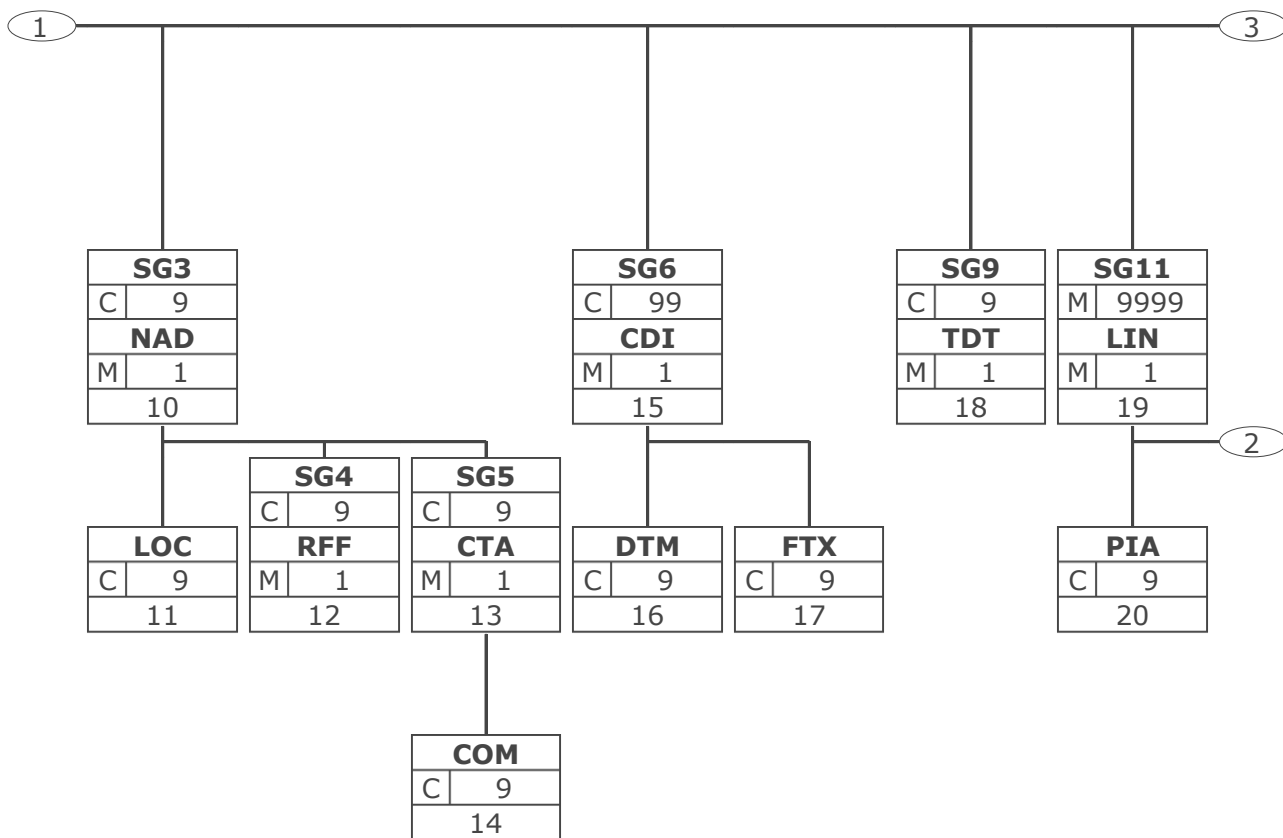 1
3
SG3
C 9
NAD
M 1
10
SG6
C 99
CDI
M 1
15
SG9
C 9
TDT
M 1
18
SG11
M 9999
LIN
M 1
19
2
LOC
C 9
11
SG4
C 9
RFF
M 1
12
SG5
C 9
CTA
M 1
13
DTM
C 9
16
FTX
C 9
17
PIA
C 9
20
COM
C 9
14